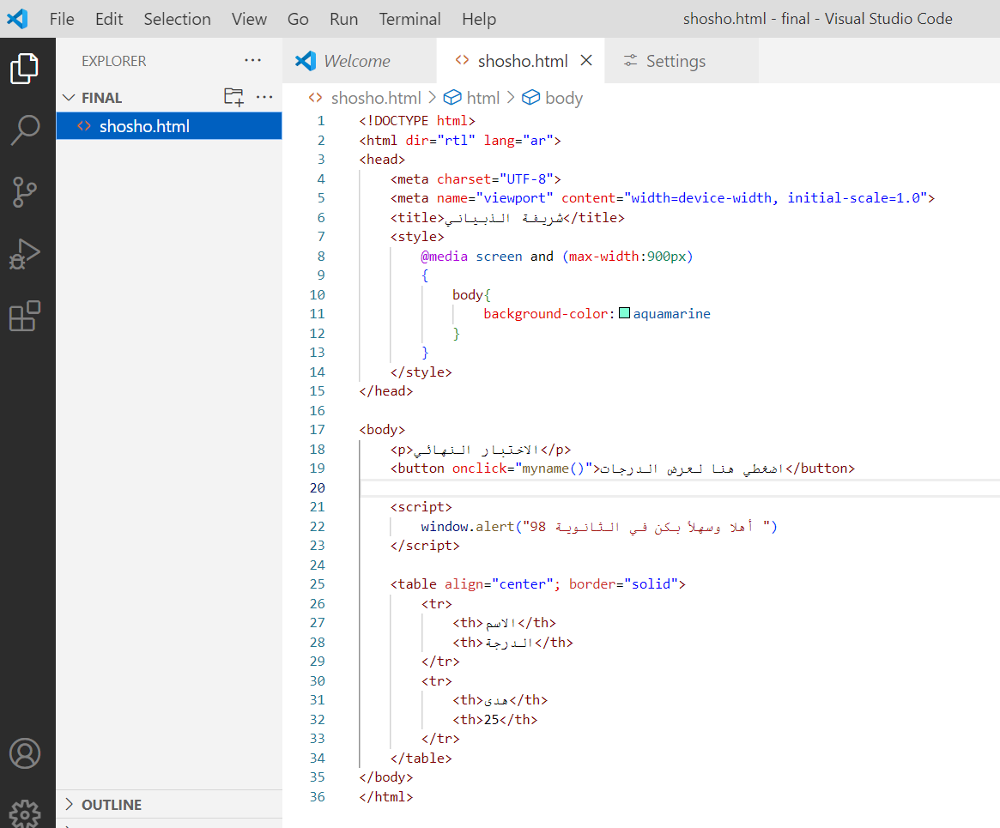 File Edit Selection View Go Run Terminal Help shosho.html - final - Visual Studio Code
EXPLORER ···
FINAL ···
shosho.html
OUTLINE
Welcome shosho.html Settings
shosho.html > html > body
1 <!DOCTYPE html>
2 <html dir="rtl" lang="ar">
3 <head>
4 <meta charset="UTF-8">
5 <meta name="viewport" content="width=device-width, initial-scale=1.0">
6 <title>شريفة الذبياني</title>
7 <style>
8 @media screen and (max-width:900px)
9 {
10 body{
11 background-color:aquamarine
12 }
13 }
14 </style>
15 </head>
16
17 <body>
18 <p>الاختبار النهائي</p>
19 <button onclick="myname()">اضغطي هنا لعرض الدرجات</button>
20
21 <script>
22 window.alert("98 أهلا وسهلاً بكن في الثانوية ")
23 </script>
24
25 <table align="center"; border="solid">
26 <tr>
27 <th>الاسم</th>
28 <th>الدرجة</th>
29 </tr>
30 <tr>
31 <th>هدى</th>
32 <th>25</th>
33 </tr>
34 </table>
35 </body>
36 </html>